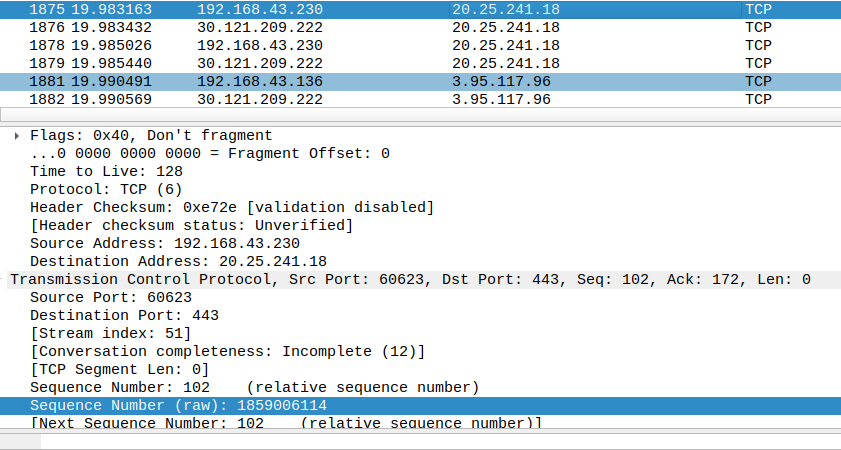 1875 19.983163 192.168.43.230 20.25.241.18 TCP
1876 19.983432 30.121.209.222 20.25.241.18 TCP
1878 19.985026 192.168.43.230 20.25.241.18 TCP
1879 19.985440 30.121.209.222 20.25.241.18 TCP
1881 19.990491 192.168.43.136 3.95.117.96 TCP
1882 19.990569 30.121.209.222 3.95.117.96 TCP
Flags: 0x40, Don't fragment
...0 0000 0000 0000 = Fragment Offset: 0
Time to Live: 128
Protocol: TCP (6)
Header Checksum: 0xe72e [validation disabled]
[Header checksum status: Unverified]
Source Address: 192.168.43.230
Destination Address: 20.25.241.18
Transmission Control Protocol, Src Port: 60623, Dst Port: 443, Seq: 102, Ack: 172, Len: 0
Source Port: 60623
Destination Port: 443
[Stream index: 51]
[Conversation completeness: Incomplete (12)]
[TCP Segment Len: 0]
Sequence Number: 102 (relative sequence number)
Sequence Number (raw): 1859006114
[Next Sequence Number: 102 (relative sequence number)]